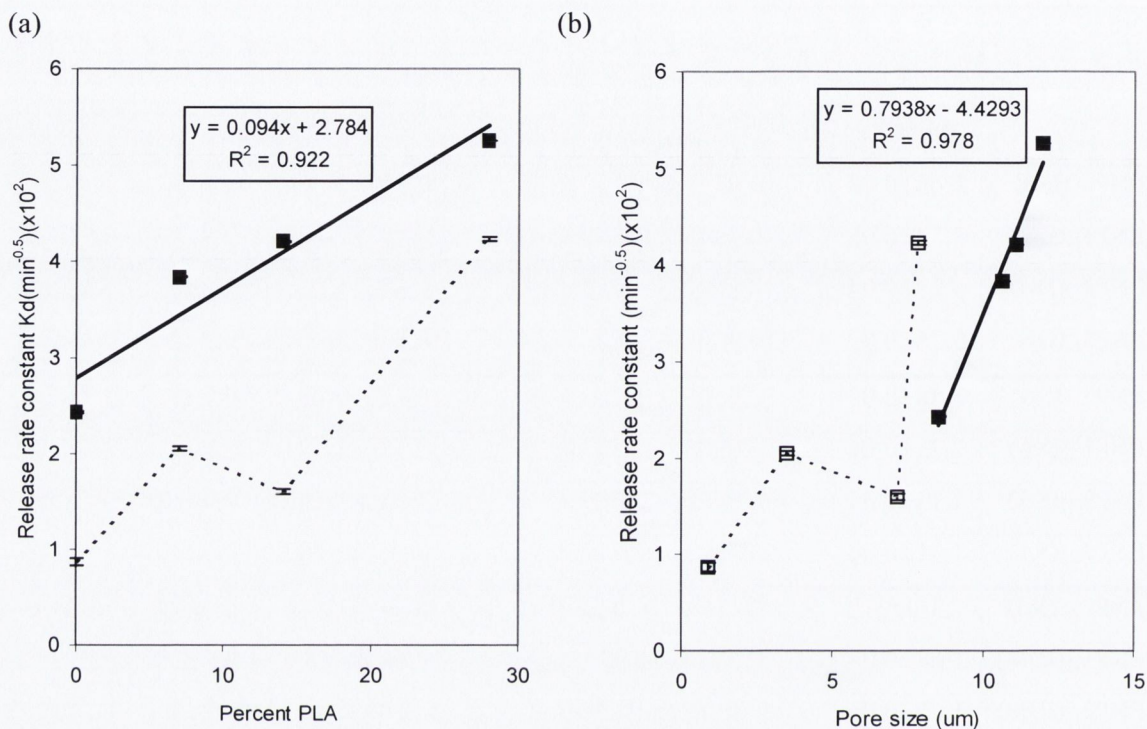 (a)
6
5
4
3
2
1
0
0 10 20 30
Release rate constant Kd(min-0.5)(x10²)
Percent PLA
y = 0.094x + 2.784
R² = 0.922
(b)
6
5
4
3
2
1
0
0 5 10 15
Release rate constant (min-0.5)(x10²)
Pore size (um)
y = 0.7938x - 4.4293
R² = 0.978